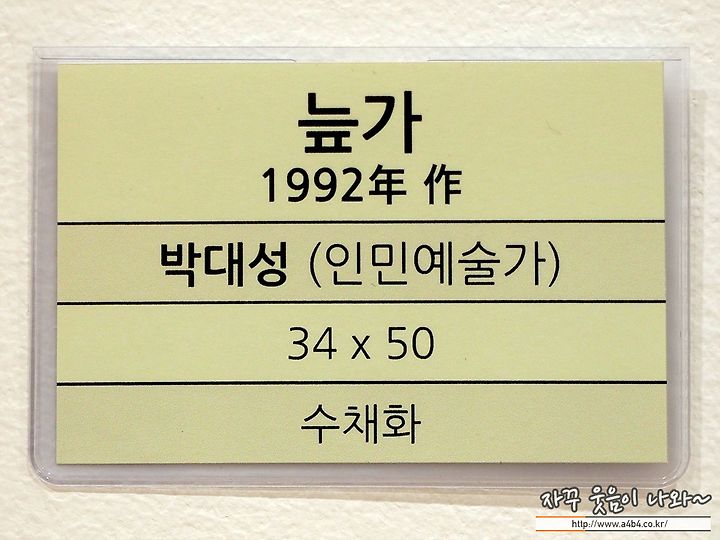 늪가
1992年 作
박대성 (인민예술가)
34 x 50
수채화
자꾸 웃음이 나와~
http://www.a4b4.co.kr/